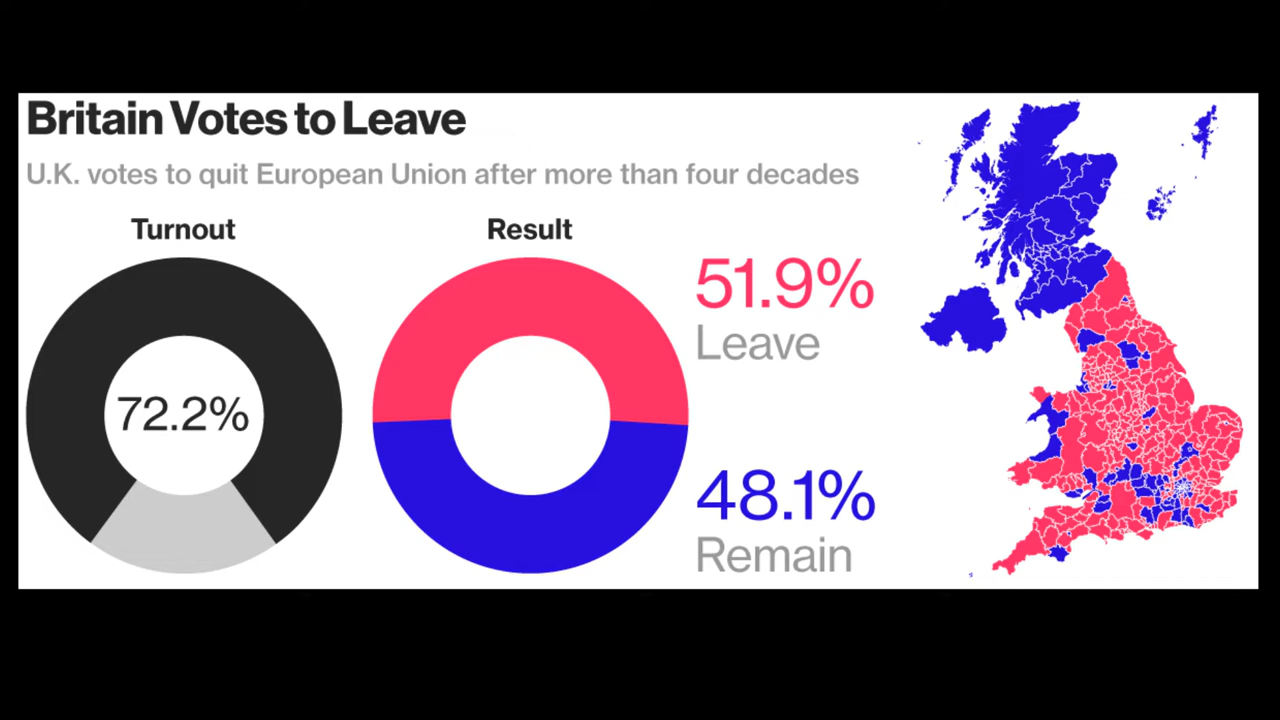 Britain Votes to Leave
U.K. votes to quit European Union after more than four decades
Turnout
Result
72.2%
51.9%
Leave
48.1%
Remain